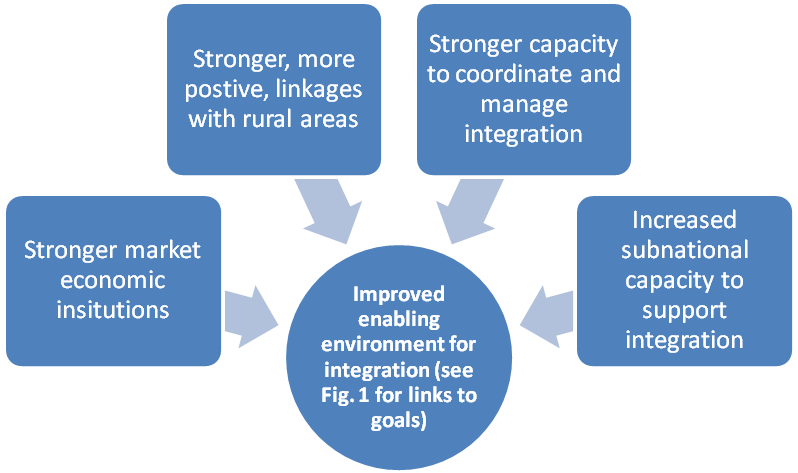 Stronger, more
postive, linkages
with rural areas
Stronger capacity
to coordinate and
manage
integration
Stronger market
economic
insitutions
Increased
subnational
capacity to
support
integration
Improved
enabling
environment for
integration (see
Fig. 1 for links to
goals)